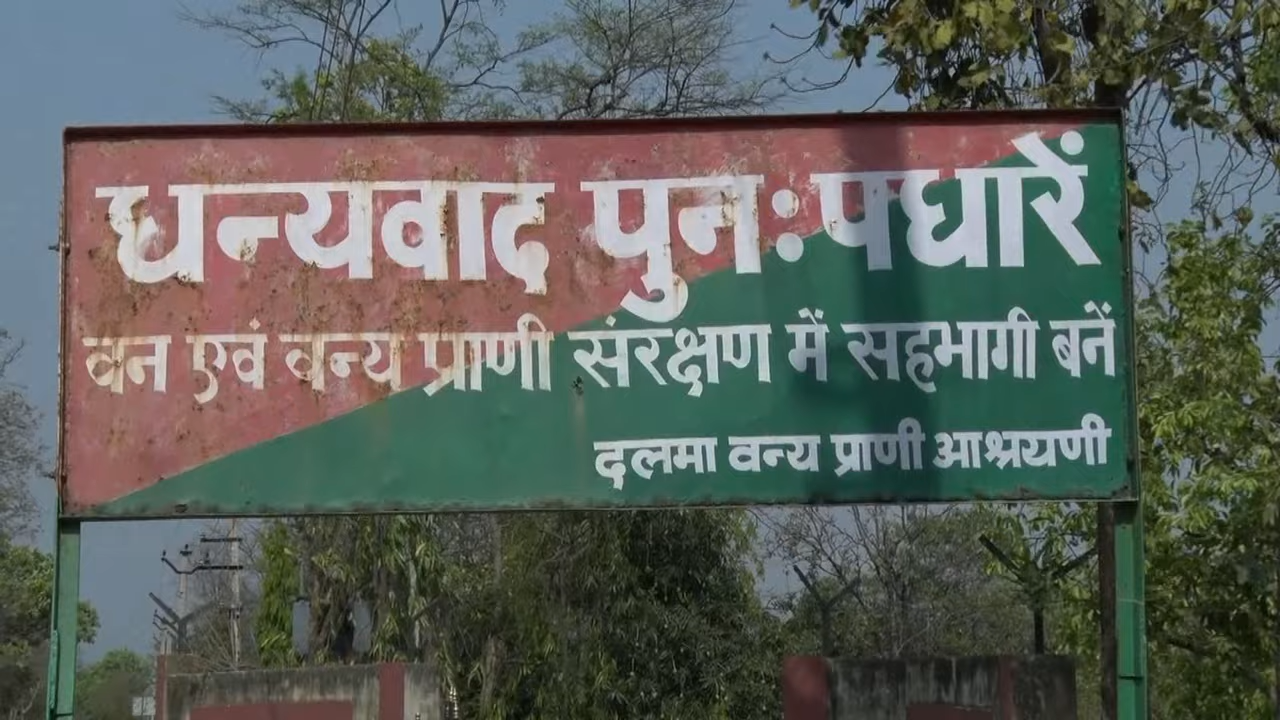 धन्यवाद पुनः पधारें
वन एवं वन्य प्राणी संरक्षण में सहभागी बनें
दलमा वन्य प्राणी आश्रयणी